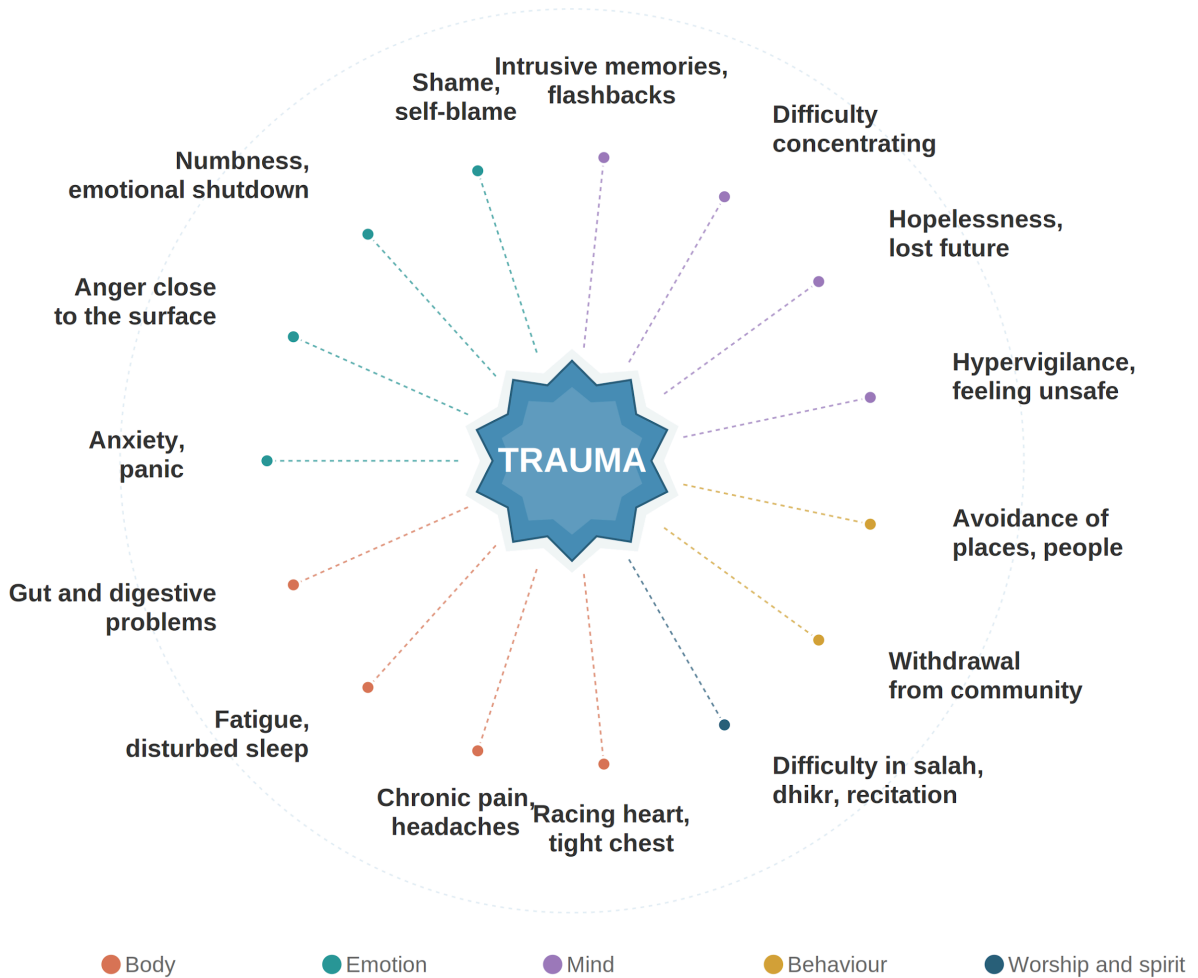 Intrusive memories,
flashbacks
Difficulty
concentrating
Hopelessness,
lost future
Hypervigilance,
feeling unsafe
Avoidance of
places, people
Withdrawal
from community
Difficulty in salah,
dhikr, recitation
Racing heart,
tight chest
Chronic pain,
headaches
Fatigue,
disturbed sleep
Gut and digestive
problems
Anxiety,
panic
Anger close
to the surface
Numbness,
emotional shutdown
Shame,
self-blame
TRAUMA
Body
Emotion
Mind
Behaviour
Worship and spirit